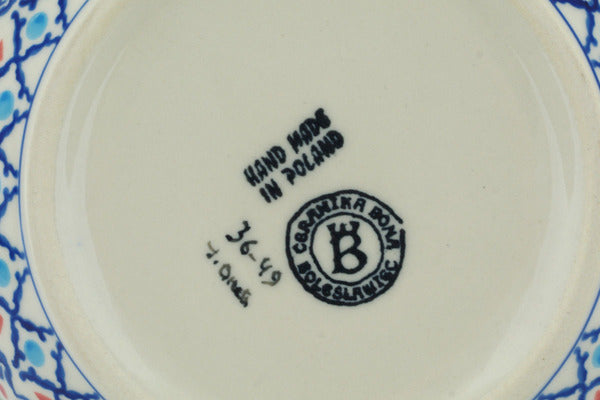 HAND MADE
IN POLAND
CERAMIKA BONA
B
BOLESŁAWIEC
36-49